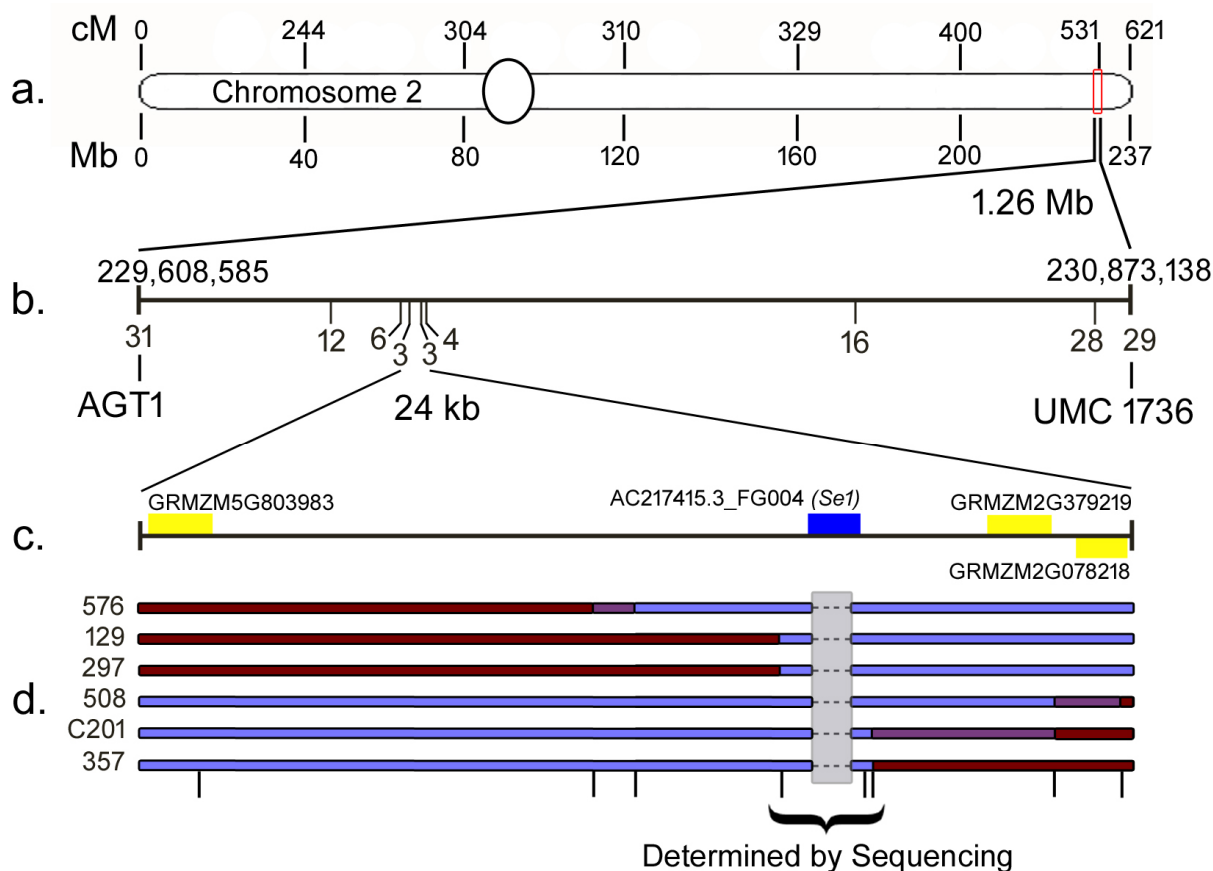 cM 0 244 304 310 329 400 531 621
a. Chromosome 2
Mb 0 40 80 120 160 200 237
1.26 Mb
229,608,585 230,873,138
b.
31 12 6 3 3 4 16 28 29
AGT1 24 kb UMC 1736
GRMZM5G803983 AC217415.3_FG004 (Se1) GRMZM2G379219
c.
GRMZM2G078218
576
129
297
d. 508
C201
357
Determined by Sequencing